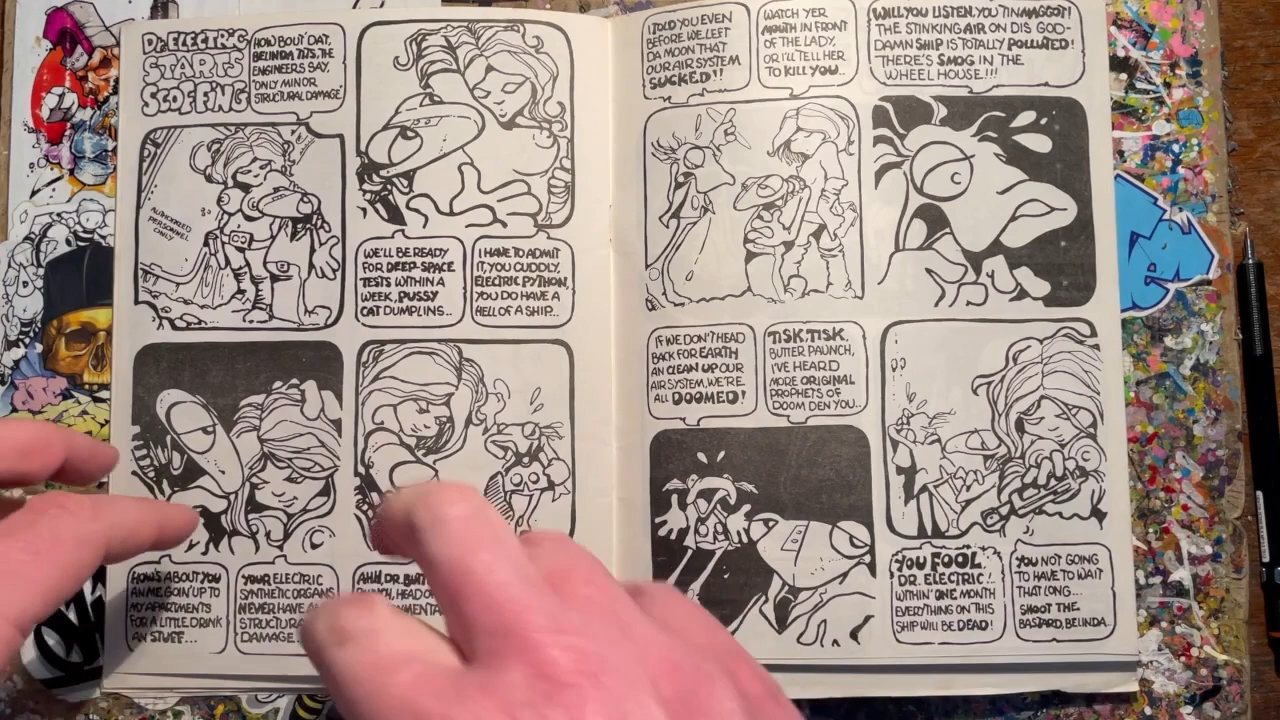 Dr. ELECTRIC
STARTS
SCOFFING
HOW BOUT' DAT,
BELINDA TITS, THE
ENGINEERS SAY,
"ONLY MINOR
STRUCTURAL DAMAGE"
AUTHORIZED
PERSONNEL
ONLY
WE'LL BE READY
FOR DEEP-SPACE
TESTS WITHIN A
WEEK, PUSSY
CAT DUMPLINS..
I HAVE TO ADMIT
IT, YOU CUDDLY,
ELECTRIC PYTHON,
YOU DO HAVE A
HELL OF A SHIP...
HOW'S ABOUT YOU
AN ME GOIN' UP TO
MY APARTMENTS
FOR A LITTLE DRINK
AN STUFF...
YOUR ELECTRIC
SYNTHETIC ORGANS
NEVER HAVE
STRUCTURA
DAMAGE.
AHH, DR. BUTT
HEAD O
I TOLD YOU EVEN
BEFORE WE LEFT
DA MOON THAT
OUR AIR SYSTEM
SUCKED!!
WATCH YER
MOUTH IN FRONT
OF THE LADY,
OR I'LL TELL HER
TO KILL YOU..
WILL YOU LISTEN, YOU TIN MAGGOT!
THE STINKING AIR ON DIS GOD-
DAMN SHIP IS TOTALLY POLLUTED!
THERE'S SMOG IN THE
WHEEL HOUSE!!!
IF WE DON'T HEAD
BACK FOR EARTH
AN CLEAN UP OUR
AIR SYSTEM, WE'RE
ALL DOOMED!
TISK, TISK,
BUTTER PAUNCH,
I'VE HEARD
MORE ORIGINAL
PROPHETS OF
DOOM DEN YOU..
YOU FOOL
DR. ELECTRIC!
WITHIN' ONE MONTH
EVERYTHING ON THIS
SHIP WILL BE DEAD!
YOU NOT GOING
TO HAVE TO WAIT
THAT LONG...
SHOOT THE
BASTARD, BELINDA..